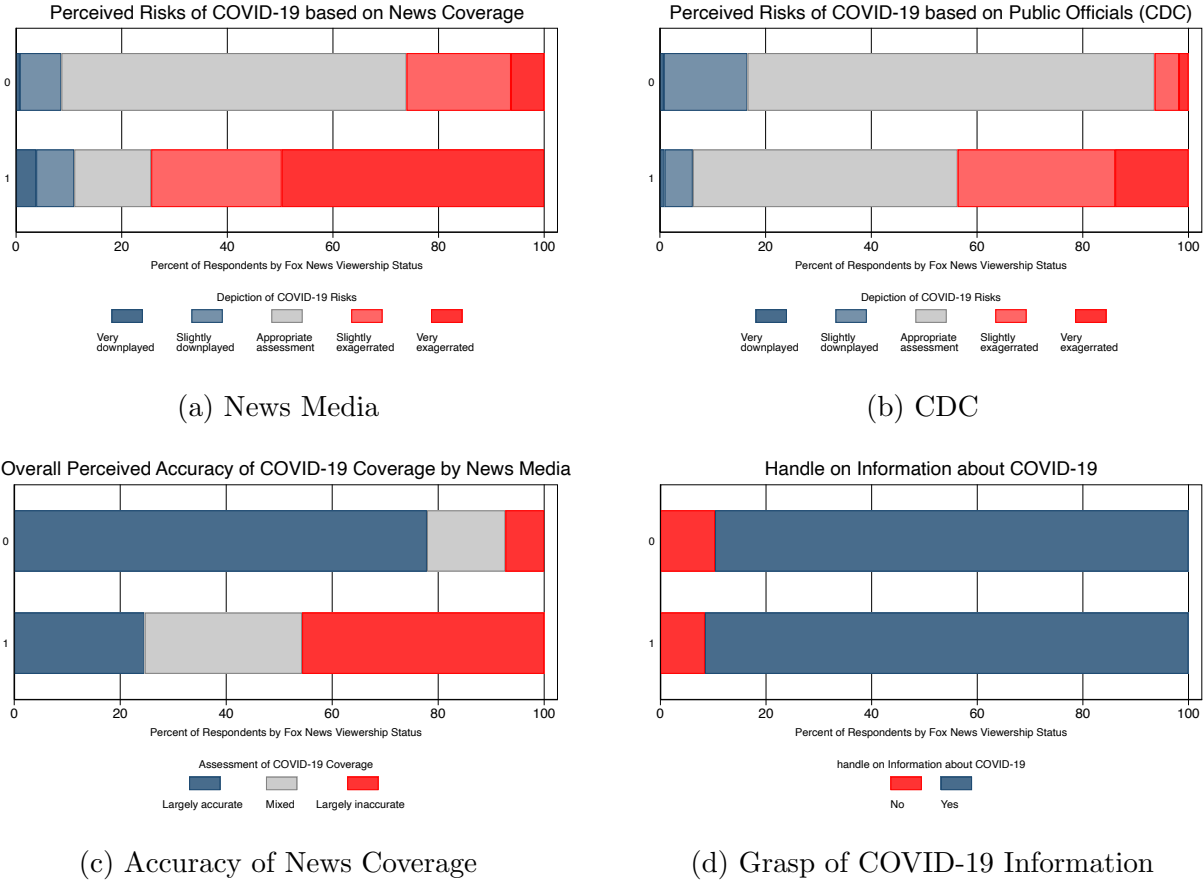 Perceived Risks of COVID-19 based on News Coverage
0
1
0 20 40 60 80 100
Percent of Respondents by Fox News Viewership Status
Depiction of COVID-19 Risks
Very downplayed
Slightly downplayed
Appropriate assessment
Slightly exagerrated
Very exagerrated
(a) News Media
Perceived Risks of COVID-19 based on Public Officials (CDC)
0
1
0 20 40 60 80 100
Percent of Respondents by Fox News Viewership Status
Depiction of COVID-19 Risks
Very downplayed
Slightly downplayed
Appropriate assessment
Slightly exagerrated
Very exagerrated
(b) CDC
Overall Perceived Accuracy of COVID-19 Coverage by News Media
0
1
0 20 40 60 80 100
Percent of Respondents by Fox News Viewership Status
Assessment of COVID-19 Coverage
Largely accurate Mixed Largely inaccurate
(c) Accuracy of News Coverage
Handle on Information about COVID-19
0
1
0 20 40 60 80 100
Percent of Respondents by Fox News Viewership Status
handle on Information about COVID-19
No Yes
(d) Grasp of COVID-19 Information